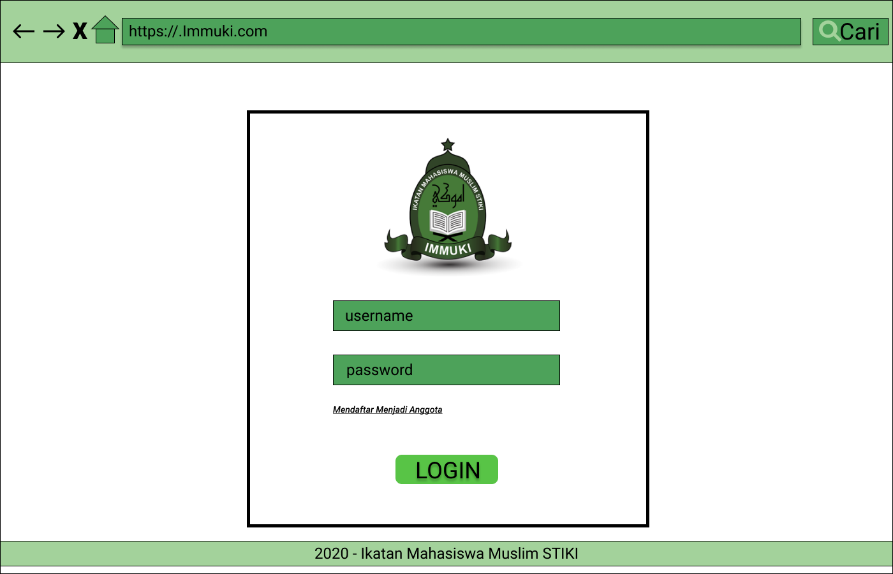 X
https://.Immuki.com
Cari
IKATAN MAHASISWA MUSLIM STIKI
IMMUKI
username
password
Mendaftar Menjadi Anggota
LOGIN
2020 - Ikatan Mahasiswa Muslim STIKI